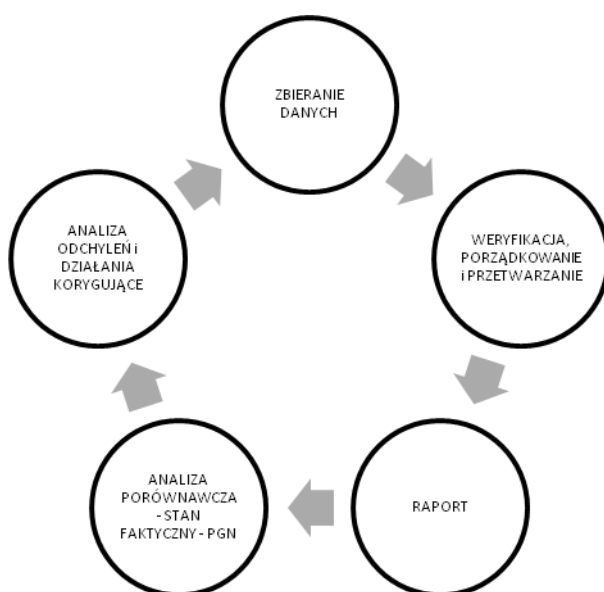 ZBIERANIE
DANYCH
WERYFIKACJA,
PORZĄDKOWANIE
i PRZETWARZANIE
RAPORT
ANALIZA
PORÓWNAWCZA
- STAN
FAKTYCZNY - PGN
ANALIZA
ODCHYLEŃ i
DZIAŁANIA
KORYGUJĄCE